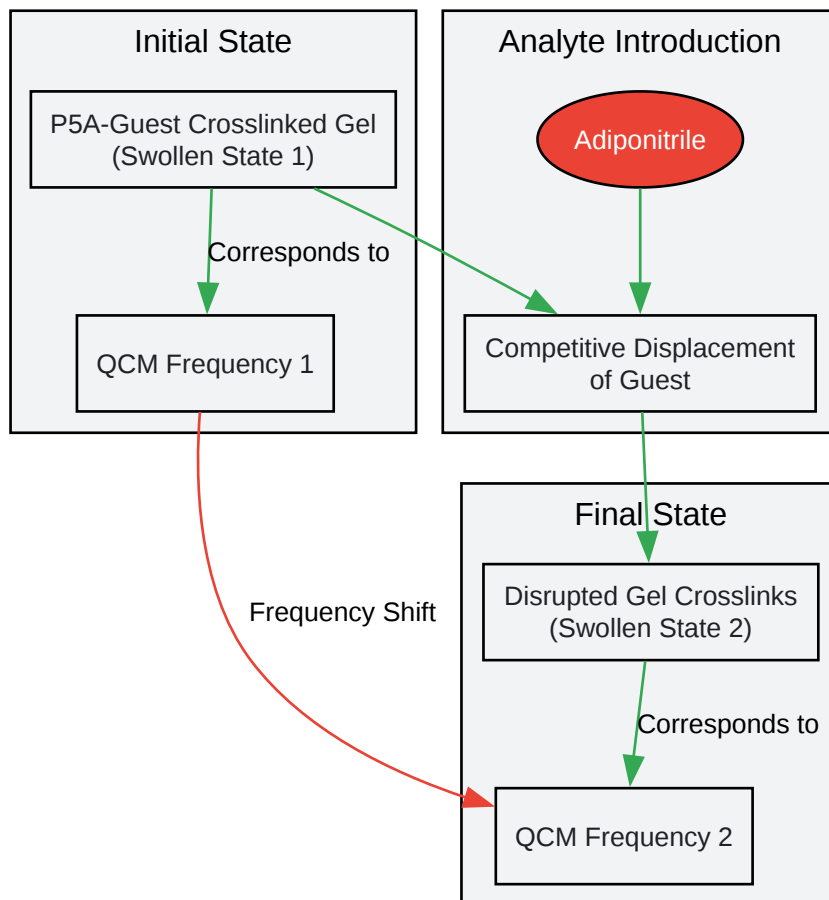 Initial State
P5A-Guest Crosslinked Gel
(Swollen State 1)
Corresponds to
QCM Frequency 1
Analyte Introduction
Adiponitrile
Competitive Displacement
of Guest
Frequency Shift
Final State
Disrupted Gel Crosslinks
(Swollen State 2)
Corresponds to
QCM Frequency 2